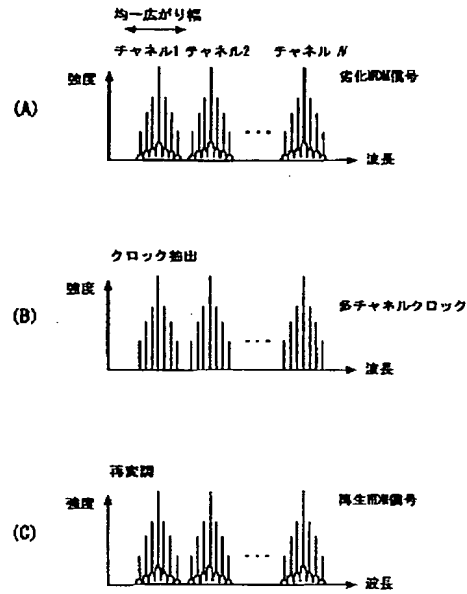 均一広がり幅
チャネル1 チャネル2 チャネル N
強度
劣化WDM信号
(A)
・・・
波長
クロック抽出
強度
(B)
多チャネルクロック
・・・
波長
再変調
強度
再生WDM信号
(C)
・・・
波長